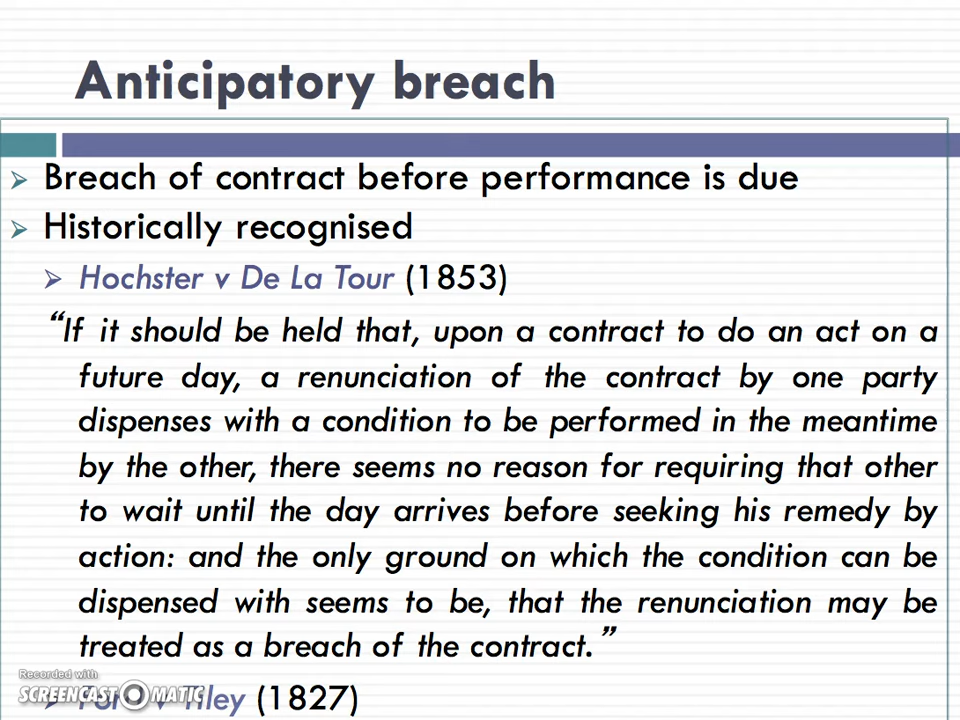 Anticipatory breach
Breach of contract before performance is due
Historically recognised
Hochster v De La Tour (1853)
“If it should be held that, upon a contract to do an act on a
future day, a renunciation of the contract by one party
dispenses with a condition to be performed in the meantime
by the other, there seems no reason for requiring that other
to wait until the day arrives before seeking his remedy by
action: and the only ground on which the condition can be
dispensed with seems to be, that the renunciation may be
treated as a breach of the contract.”
Recorded with
SCREENCAST MATIC
v Tiley (1827)